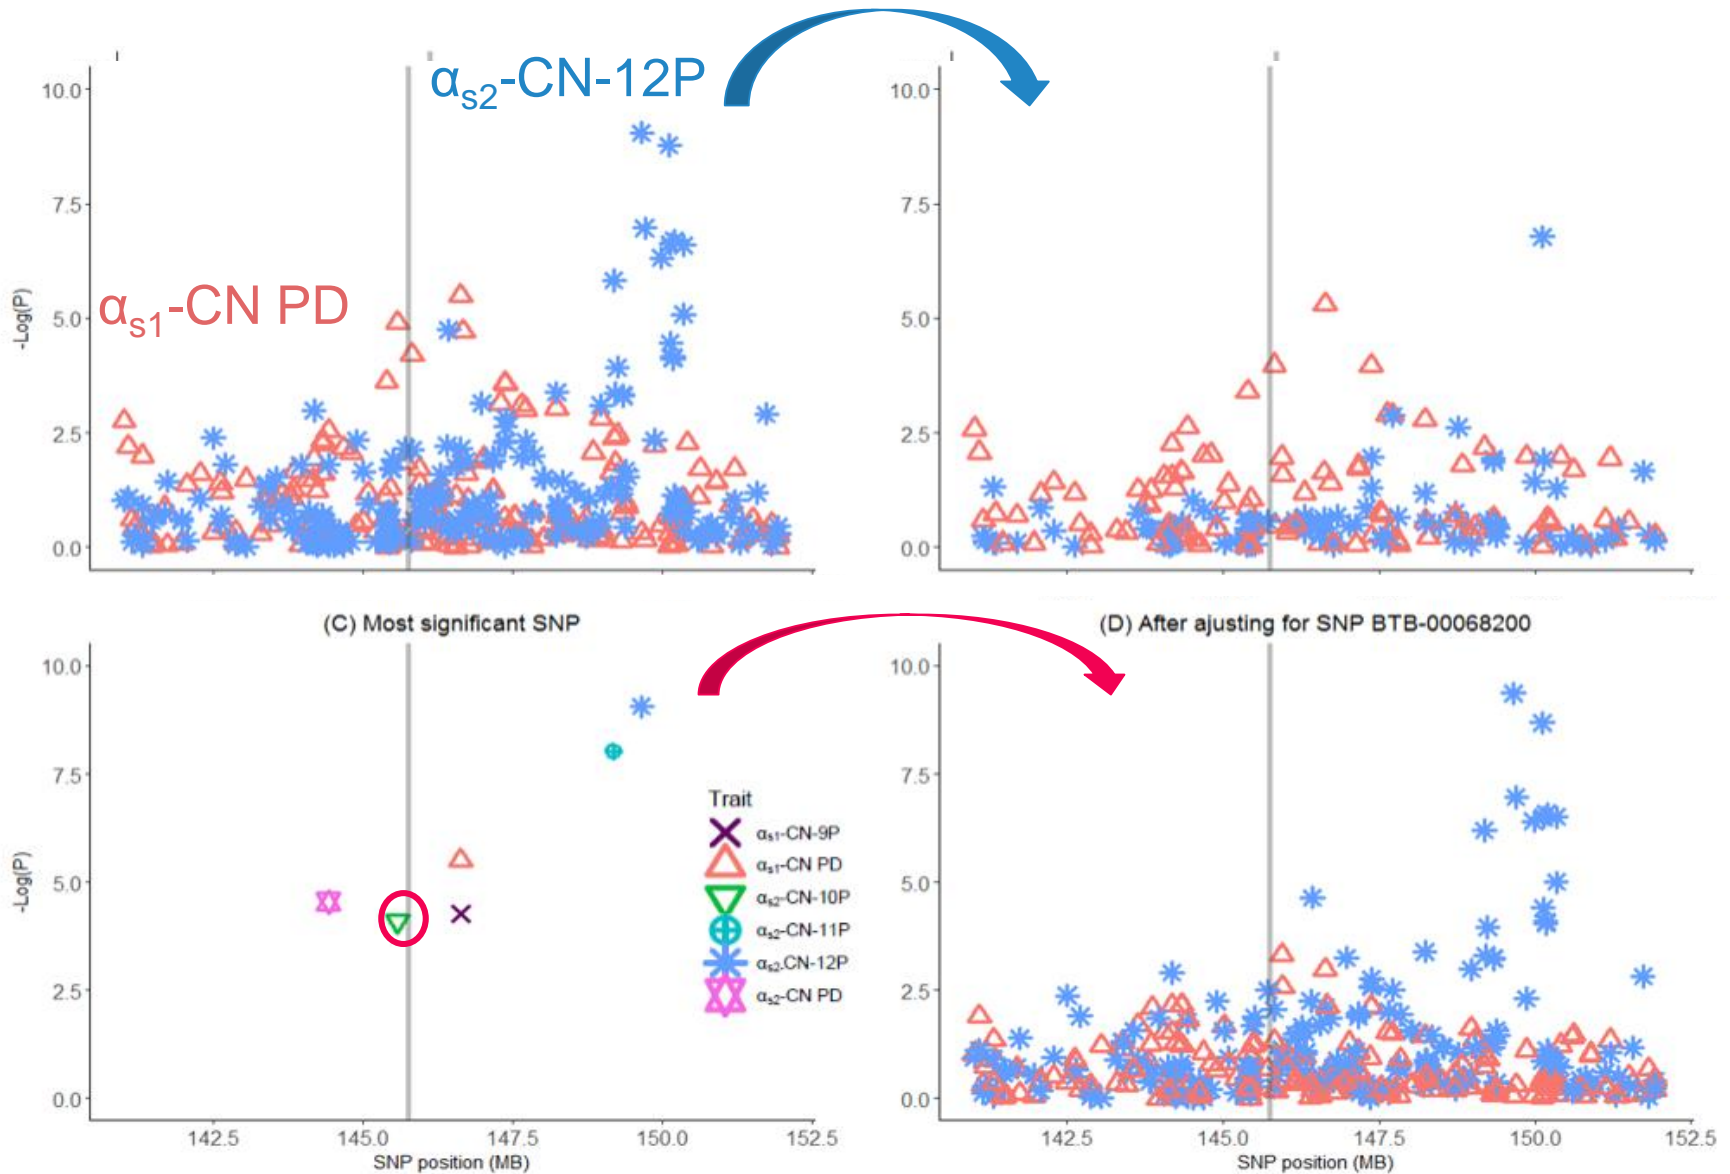 αs2-CN-12P
αs1-CN PD
10.0
7.5
5.0
2.5
0.0
-Log(P)
10.0
7.5
5.0
2.5
0.0
(C) Most significant SNP
10.0
7.5
5.0
2.5
0.0
-Log(P)
142.5 145.0 147.5 150.0 152.5
SNP position (MB)
Trait
αs1-CN-9P
αs1-CN PD
αs2-CN-10P
αs2-CN-11P
αs2-CN-12P
αs2-CN PD
(D) After ajusting for SNP BTB-00068200
10.0
7.5
5.0
2.5
0.0
142.5 145.0 147.5 150.0 152.5
SNP position (MB)